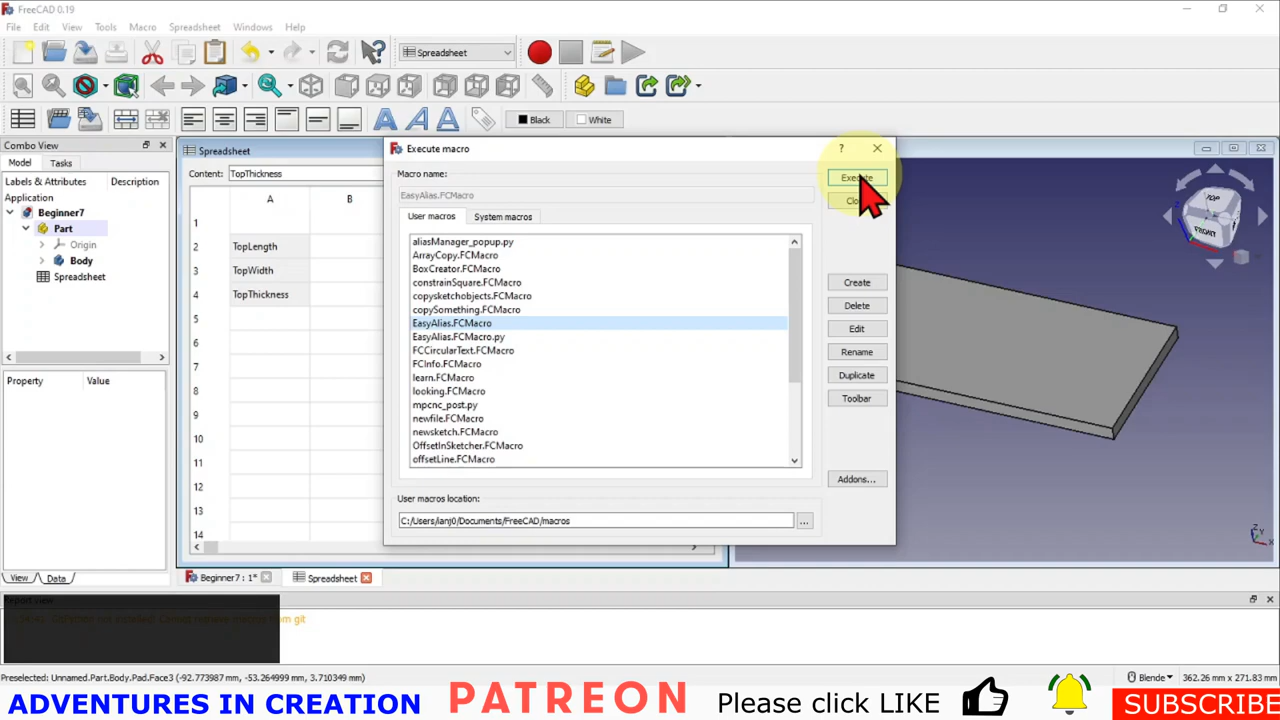 FreeCAD 0.19
File Edit View Tools Macro Spreadsheet Windows Help
Spreadsheet
Black White
Combo View
Model Tasks
Labels & Attributes Description
Application
Beginner7
Part
Origin
Body
Spreadsheet
Property Value
View Data
Spreadsheet
Content: TopThickness
A B
1
2 TopLength
3 TopWidth
4 TopThickness
5
6
7
8
9
10
11
12
13
14
Execute macro
Macro name:
EasyAlias.FCMacro
User macros System macros
aliasManager_popup.py
ArrayCopy.FCMacro
BoxCreator.FCMacro
constrainSquare.FCMacro
copysketchobjects.FCMacro
copySomething.FCMacro
EasyAlias.FCMacro
EasyAlias.FCMacro.py
FCCircularText.FCMacro
FCInfo.FCMacro
learn.FCMacro
looking.FCMacro
mpcnc_post.py
newfile.FCMacro
newsketch.FCMacro
OffsetInSketcher.FCMacro
offsetLine.FCMacro
User macros location:
C:/Users/ianj0/Documents/FreeCAD/macros
...
Execute
Create
Delete
Edit
Rename
Duplicate
Toolbar
Addons...
TOP
FRONT
Z
Y
X
Beginner7 : 1*
Spreadsheet
from git
Preselected: Unnamed.Part.Body.Pad.Face3 (-92.773987 mm, -53.264999 mm, 3.710349 mm)
Blende 362.26 mm x 271.83 mm
ADVENTURES IN CREATION PATREON Please click LIKE SUBSCRIBE